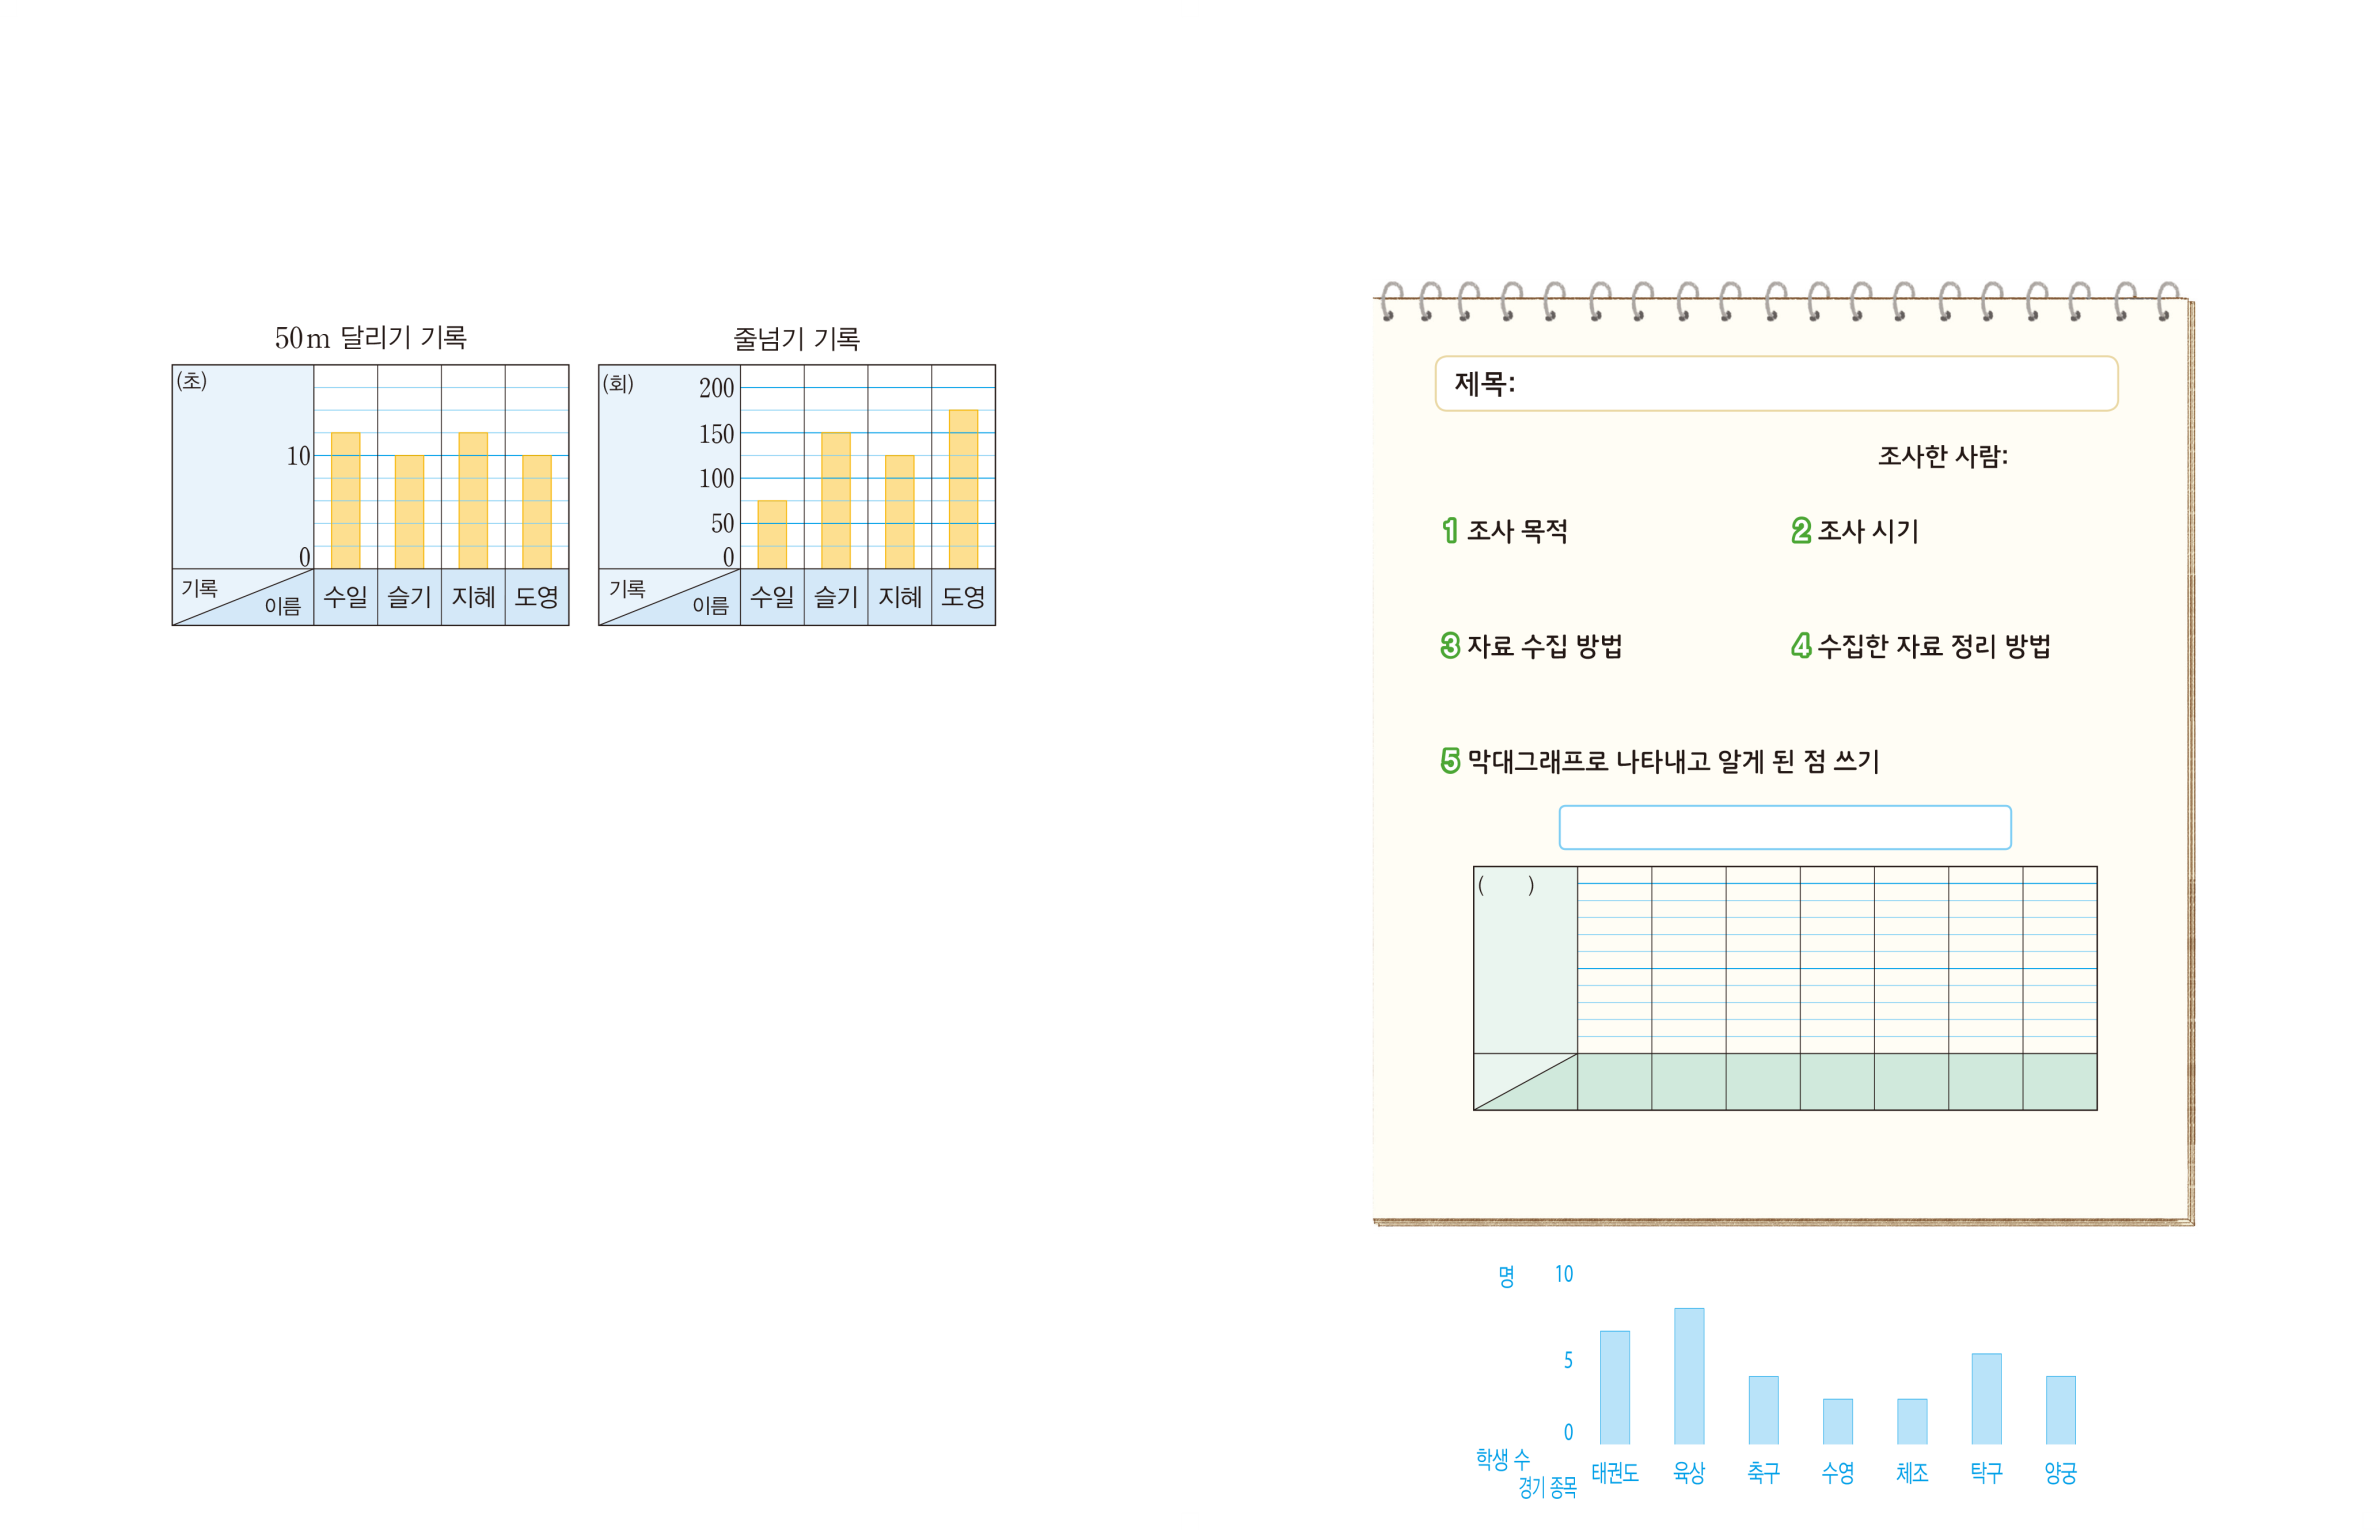 50m 달리기 기록
(초)
10
0
기록
이름
수일 슬기 지혜 도영
줄넘기 기록
(회)
200
150
100
50
0
기록
이름
수일 슬기 지혜 도영
제목:
조사한 사람:
1 조사 목적
2 조사 시기
3 자료 수집 방법
4 수집한 자료 정리 방법
5 막대그래프로 나타내고 알게 된 점 쓰기
( )
명 10
5
0
학생 수
경기 종목
태권도 육상 축구 수영 체조 탁구 양궁